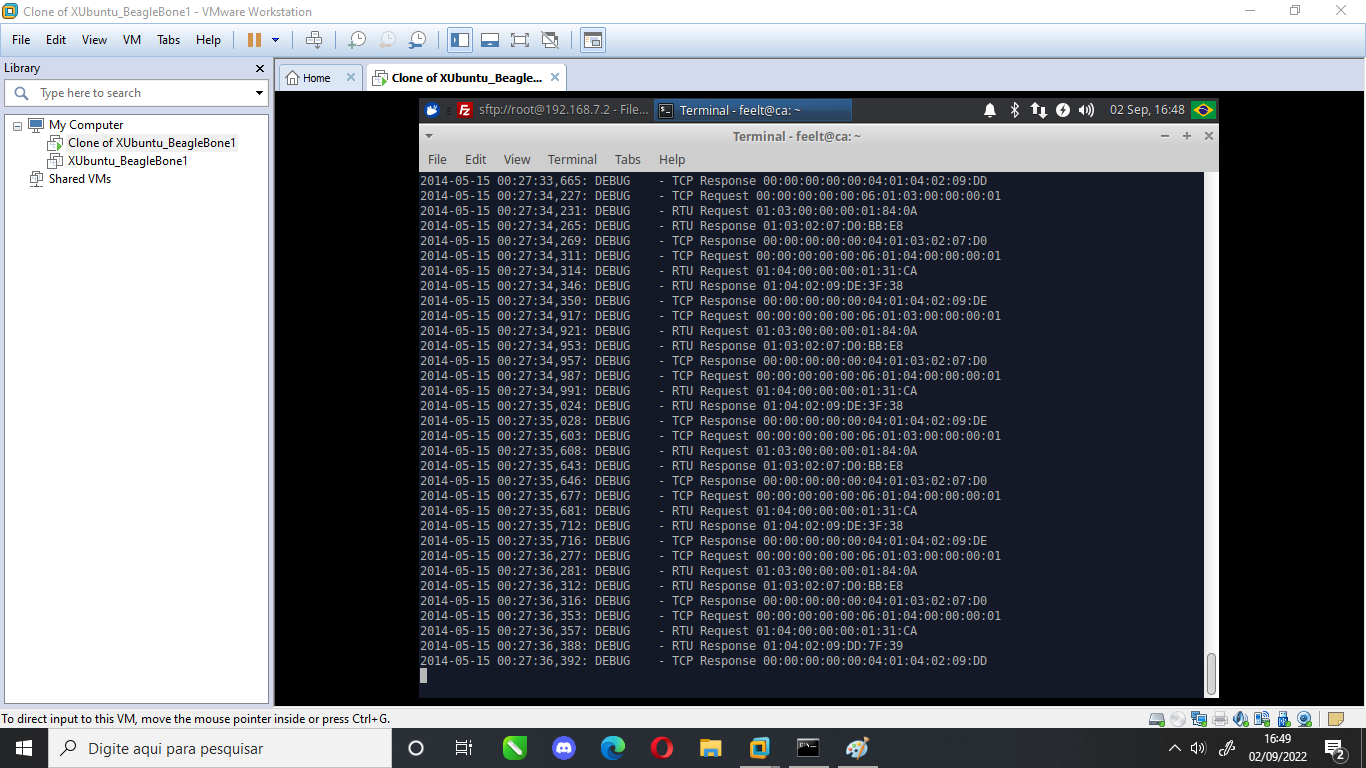 Clone of XUbuntu_BeagleBone1 - VMware Workstation
File Edit View VM Tabs Help
Library
Type here to search
My Computer
Clone of XUbuntu_BeagleBone1
XUbuntu_BeagleBone1
Shared VMs
Home
Clone of XUbuntu_Beagle...
sftp://root@192.168.7.2 - File...
Terminal - feelt@ca: ~
02 Sep, 16:48
Terminal - feelt@ca: ~
File Edit View Terminal Tabs Help
2014-05-15 00:27:33,665: DEBUG    - TCP Response 00:00:00:00:00:04:01:04:02:09:DD
2014-05-15 00:27:34,227: DEBUG    - TCP Request 00:00:00:00:00:06:01:03:00:00:00:01
2014-05-15 00:27:34,231: DEBUG    - RTU Request 01:03:00:00:00:01:84:0A
2014-05-15 00:27:34,265: DEBUG    - RTU Response 01:03:02:07:D0:BB:E8
2014-05-15 00:27:34,269: DEBUG    - TCP Response 00:00:00:00:00:04:01:03:02:07:D0
2014-05-15 00:27:34,311: DEBUG    - TCP Request 00:00:00:00:00:06:01:04:00:00:00:01
2014-05-15 00:27:34,314: DEBUG    - RTU Request 01:04:00:00:00:01:31:CA
2014-05-15 00:27:34,346: DEBUG    - RTU Response 01:04:02:09:DE:3F:38
2014-05-15 00:27:34,350: DEBUG    - TCP Response 00:00:00:00:00:04:01:04:02:09:DE
2014-05-15 00:27:34,917: DEBUG    - TCP Request 00:00:00:00:00:06:01:03:00:00:00:01
2014-05-15 00:27:34,921: DEBUG    - RTU Request 01:03:00:00:00:01:84:0A
2014-05-15 00:27:34,953: DEBUG    - RTU Response 01:03:02:07:D0:BB:E8
2014-05-15 00:27:34,957: DEBUG    - TCP Response 00:00:00:00:00:04:01:03:02:07:D0
2014-05-15 00:27:34,987: DEBUG    - TCP Request 00:00:00:00:00:06:01:04:00:00:00:01
2014-05-15 00:27:34,991: DEBUG    - RTU Request 01:04:00:00:00:01:31:CA
2014-05-15 00:27:35,024: DEBUG    - RTU Response 01:04:02:09:DE:3F:38
2014-05-15 00:27:35,028: DEBUG    - TCP Response 00:00:00:00:00:04:01:04:02:09:DE
2014-05-15 00:27:35,603: DEBUG    - TCP Request 00:00:00:00:00:06:01:03:00:00:00:01
2014-05-15 00:27:35,608: DEBUG    - RTU Request 01:03:00:00:00:01:84:0A
2014-05-15 00:27:35,643: DEBUG    - RTU Response 01:03:02:07:D0:BB:E8
2014-05-15 00:27:35,646: DEBUG    - TCP Response 00:00:00:00:00:04:01:03:02:07:D0
2014-05-15 00:27:35,677: DEBUG    - TCP Request 00:00:00:00:00:06:01:04:00:00:00:01
2014-05-15 00:27:35,681: DEBUG    - RTU Request 01:04:00:00:00:01:31:CA
2014-05-15 00:27:35,712: DEBUG    - RTU Response 01:04:02:09:DE:3F:38
2014-05-15 00:27:35,716: DEBUG    - TCP Response 00:00:00:00:00:04:01:04:02:09:DE
2014-05-15 00:27:36,277: DEBUG    - TCP Request 00:00:00:00:00:06:01:03:00:00:00:01
2014-05-15 00:27:36,281: DEBUG    - RTU Request 01:03:00:00:00:01:84:0A
2014-05-15 00:27:36,312: DEBUG    - RTU Response 01:03:02:07:D0:BB:E8
2014-05-15 00:27:36,316: DEBUG    - TCP Response 00:00:00:00:00:04:01:03:02:07:D0
2014-05-15 00:27:36,353: DEBUG    - TCP Request 00:00:00:00:00:06:01:04:00:00:00:01
2014-05-15 00:27:36,357: DEBUG    - RTU Request 01:04:00:00:00:01:31:CA
2014-05-15 00:27:36,388: DEBUG    - RTU Response 01:04:02:09:DD:7F:39
2014-05-15 00:27:36,392: DEBUG    - TCP Response 00:00:00:00:00:04:01:04:02:09:DD
To direct input to this VM, move the mouse pointer inside or press Ctrl+G.
Digite aqui para pesquisar
16:49
02/09/2022
2